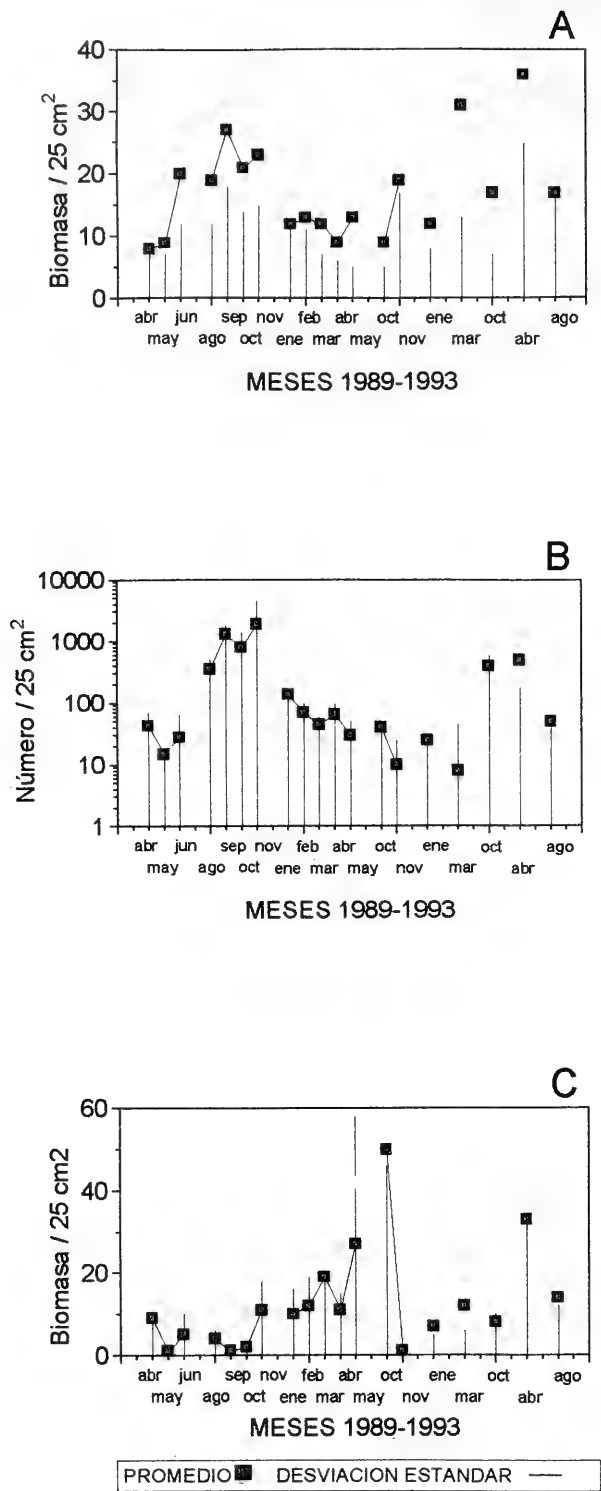 A
40
30
20
10
0
Biomasa / 25 cm²
abr jun sep nov feb abr oct ene oct ago
may ago oct ene mar may nov mar abr
MESES 1989-1993
B
10000
1000
100
10
1
Número / 25 cm²
abr jun sep nov feb abr oct ene oct ago
may ago oct ene mar may nov mar abr
MESES 1989-1993
C
60
40
20
0
Biomasa / 25 cm2
abr jun sep nov feb abr oct ene oct ago
may ago oct ene mar may nov mar abr
MESES 1989-1993
PROMEDIO DESVIACION ESTANDAR